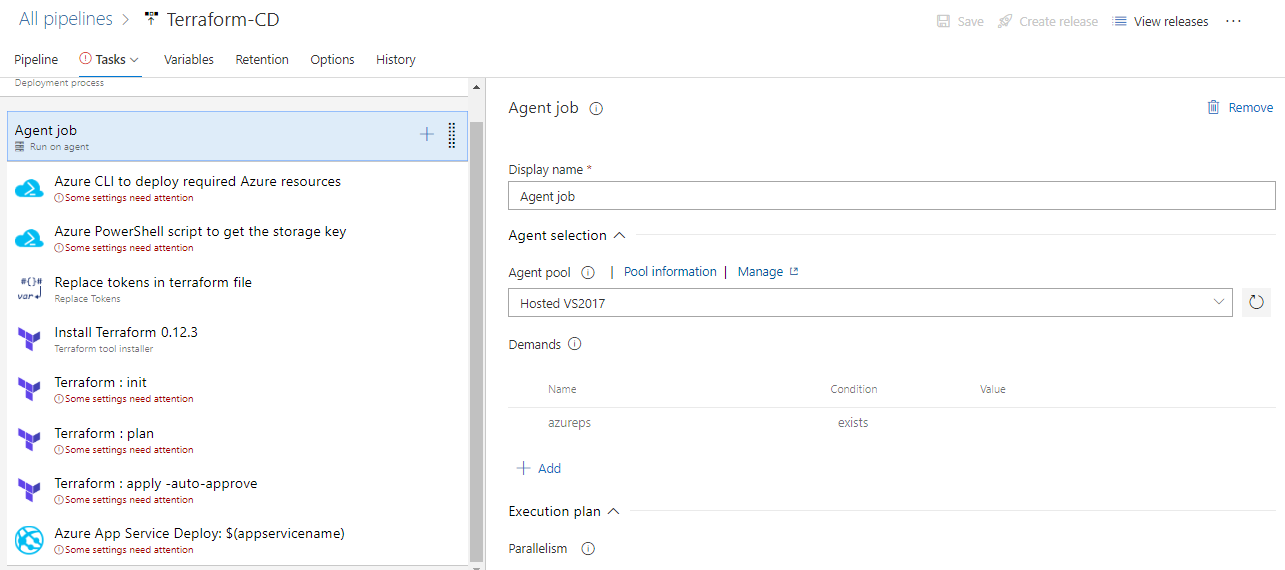 All pipelines > Terraform-CD
Save Create release View releases ...
Pipeline Tasks Variables Retention Options History
Deployment process
Agent job
Run on agent
Azure CLI to deploy required Azure resources
Some settings need attention
Azure PowerShell script to get the storage key
Some settings need attention
#{}#
var
Replace tokens in terraform file
Replace Tokens
Install Terraform 0.12.3
Terraform tool installer
Terraform : init
Some settings need attention
Terraform : plan
Some settings need attention
Terraform : apply -auto-approve
Some settings need attention
Azure App Service Deploy: $(appservicename)
Some settings need attention
Agent job
Remove
Display name *
Agent job
Agent selection
Agent pool | Pool information | Manage
Hosted VS2017
Demands
Name Condition Value
azureps exists
Add
Execution plan
Parallelism